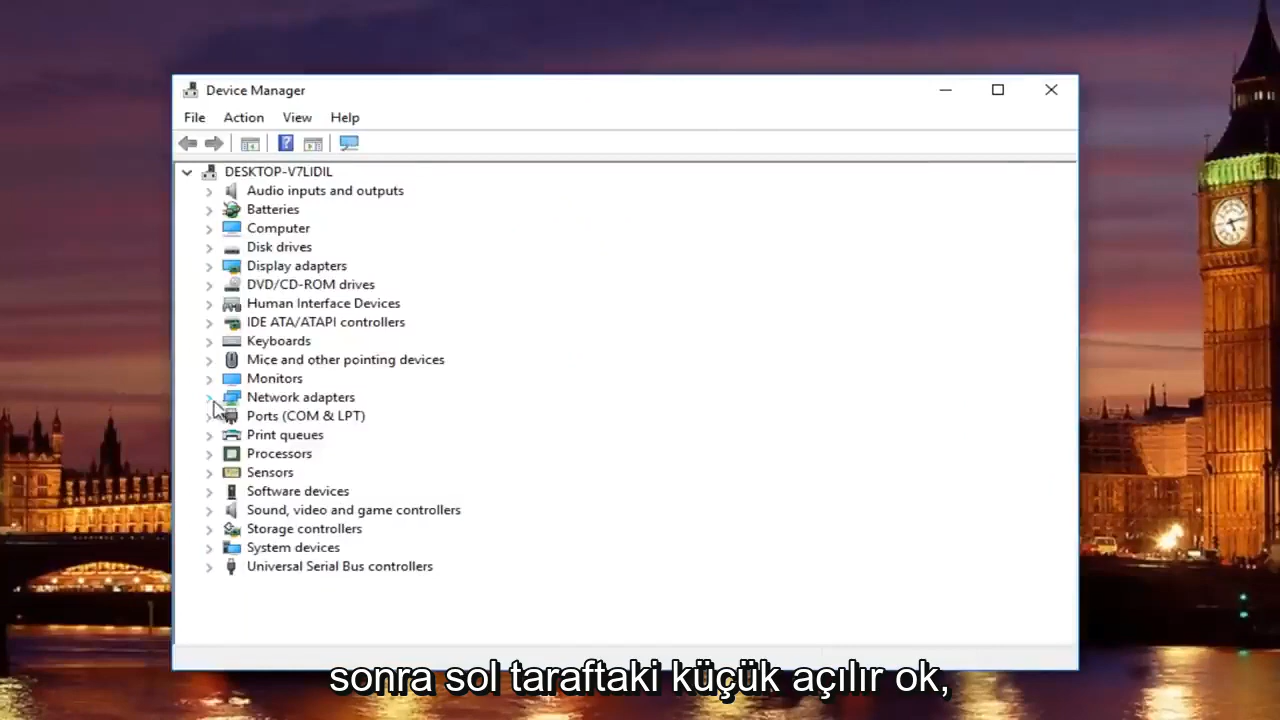 Device Manager
File Action View Help
DESKTOP-V7LIDIL
Audio inputs and outputs
Batteries
Computer
Disk drives
Display adapters
DVD/CD-ROM drives
Human Interface Devices
IDE ATA/ATAPI controllers
Keyboards
Mice and other pointing devices
Monitors
Network adapters
Ports (COM & LPT)
Print queues
Processors
Sensors
Software devices
Sound, video and game controllers
Storage controllers
System devices
Universal Serial Bus controllers
sonra sol taraftaki küçük açılır ok,